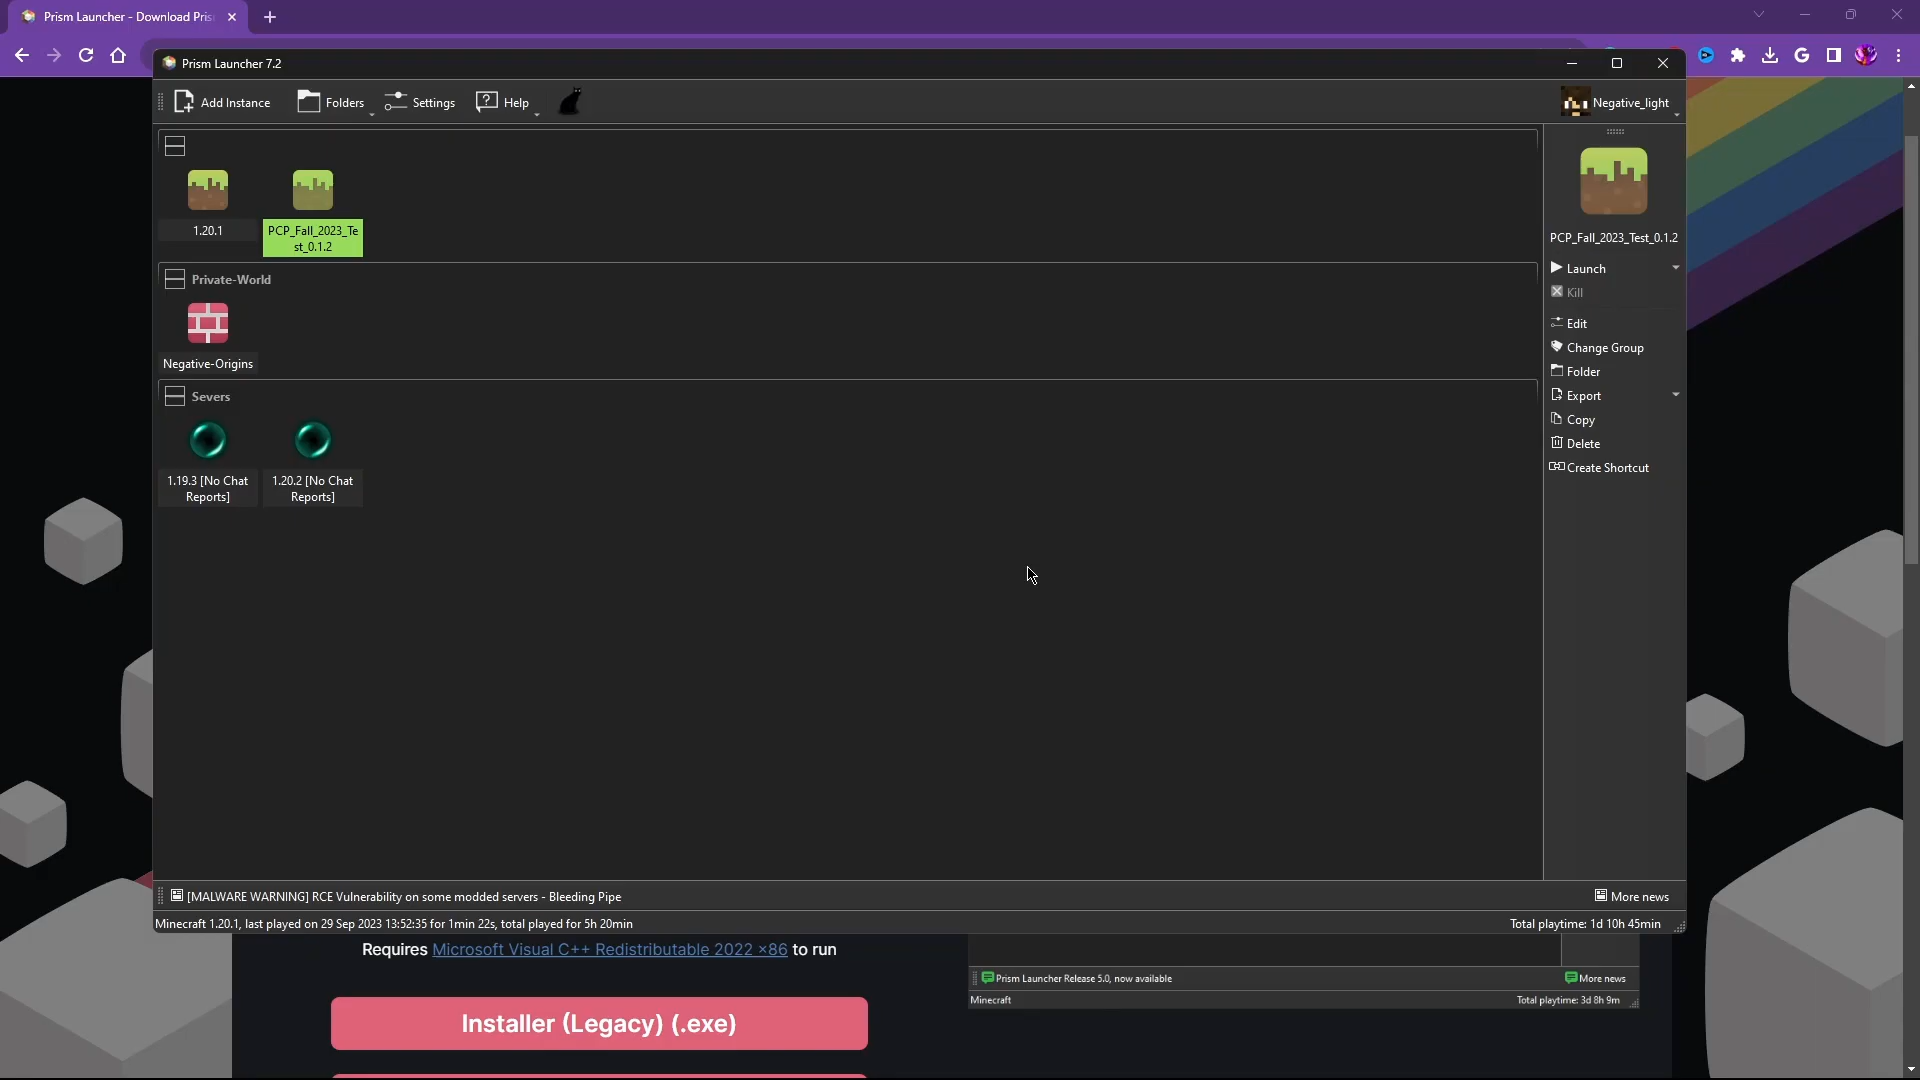 Prism Launcher - Download Pris
Prism Launcher 7.2
Add Instance
Folders
Settings
Help
Negative_light
1.20.1
PCP_Fall_2023_Te
st_0.1.2
Private-World
Negative-Origins
Severs
1.19.3 [No Chat
Reports]
1.20.2 [No Chat
Reports]
PCP_Fall_2023_Test_0.1.2
Launch
Kill
Edit
Change Group
Folder
Export
Copy
Delete
Create Shortcut
[MALWARE WARNING] RCE Vulnerability on some modded servers - Bleeding Pipe
More news
Minecraft 1.20.1, last played on 29 Sep 2023 13:52:35 for 1min 22s, total played for 5h 20min
Total playtime: 1d 10h 45min
Requires Microsoft Visual C++ Redistributable 2022 ×86 to run
Prism Launcher Release 5.0, now available
More news
Minecraft
Total playtime: 3d 8h 9m
Installer (Legacy) (.exe)